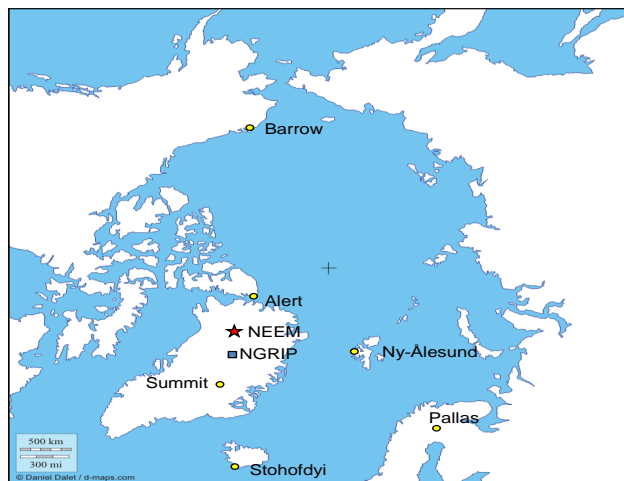 Barrow
Alert
NEEM
NGRIP
Ny-Ålesund
Summit
Pallas
500 km
300 mi
Stohofdyi
© Daniel Dalet / d-maps.com